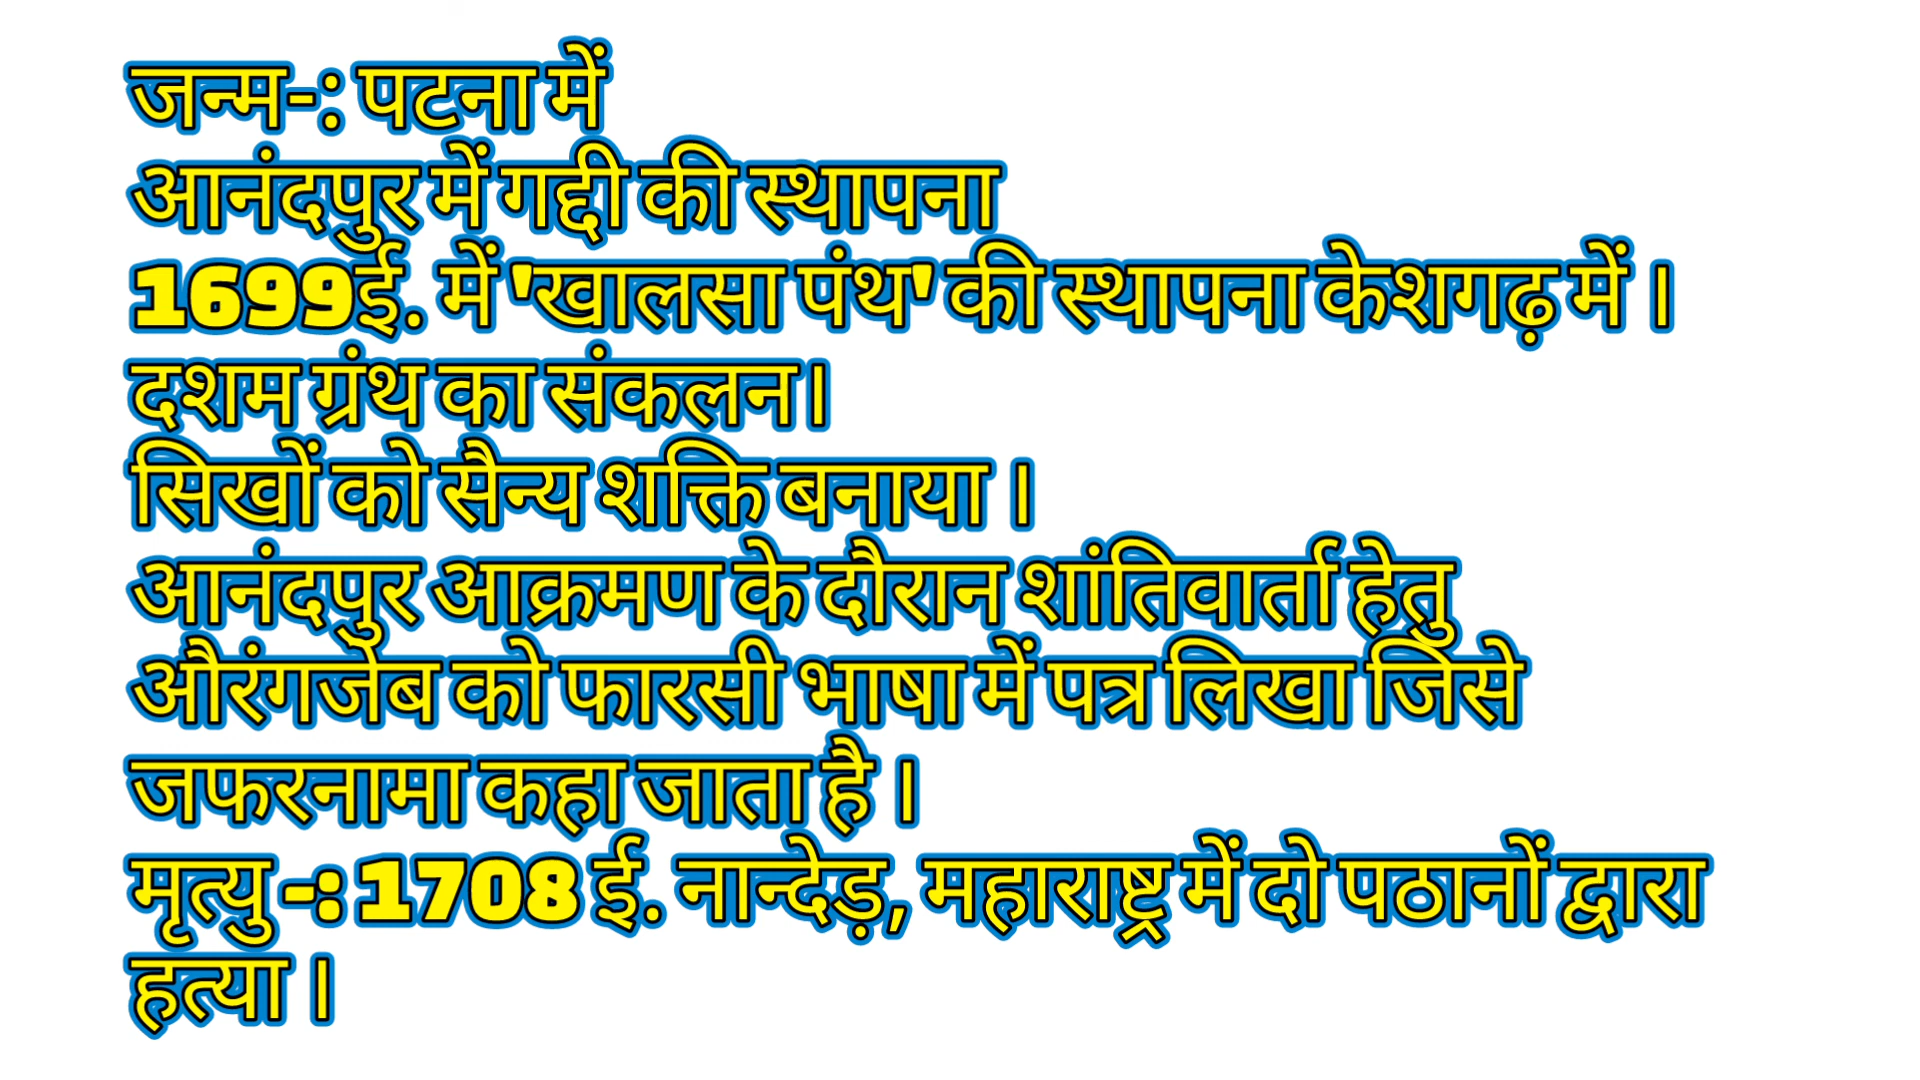 जन्म-: पटना में
आनंदपुर में गद्दी की स्थापना
1699ई. में 'खालसा पंथ' की स्थापना केशगढ़ में ।
दशम ग्रंथ का संकलन।
सिखों को सैन्य शक्ति बनाया ।
आनंदपुर आक्रमण के दौरान शांतिवार्ता हेतु
औरंगजेब को फारसी भाषा में पत्र लिखा जिसे
जफरनामा कहा जाता है ।
मृत्यु -: 1708 ई. नान्देड़, महाराष्ट्र में दो पठानों द्वारा
हत्या ।